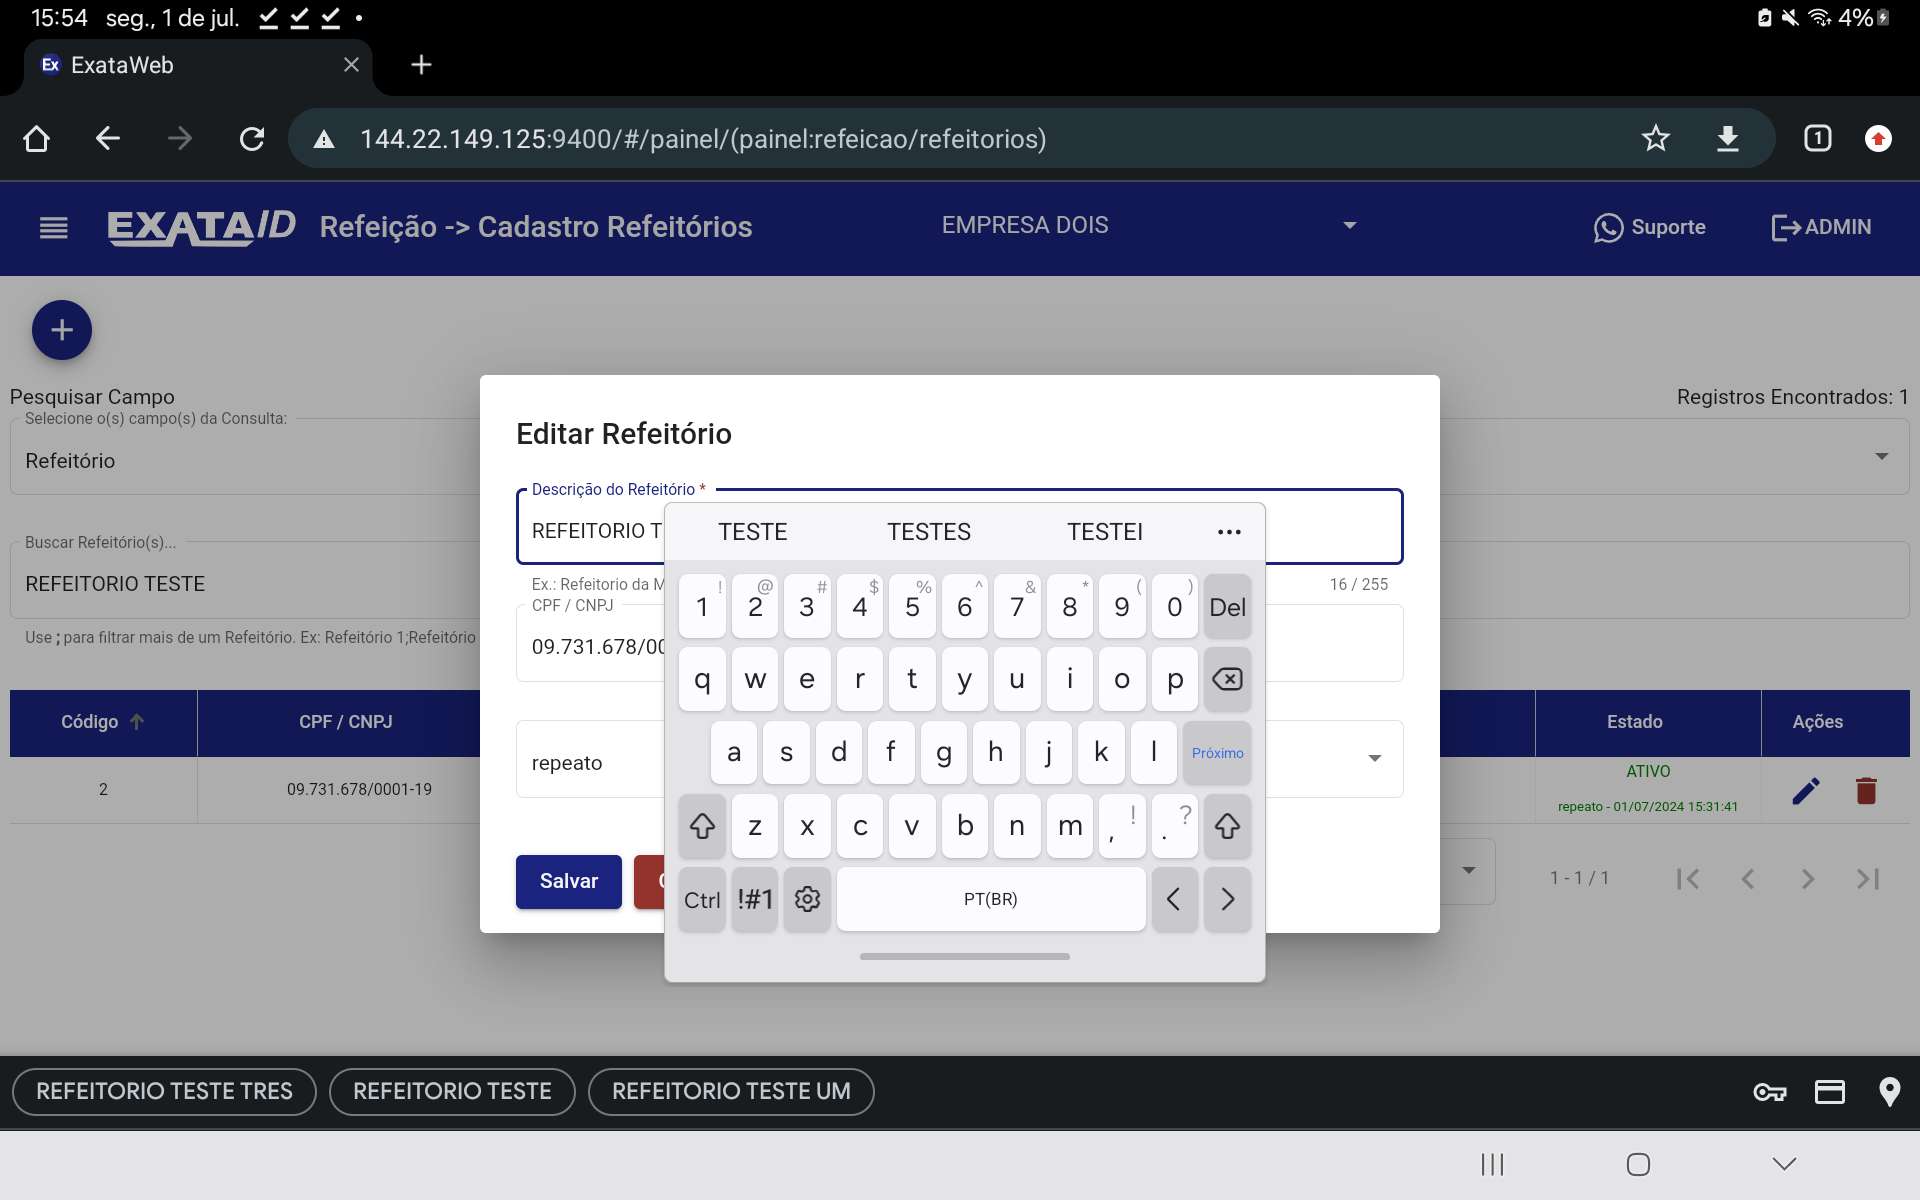 15:54 seg., 1 de jul. 4%
Ex ExataWeb
144.22.149.125:9400/#/painel/(painel:refeicao/refeitorios) 1
EXATA/ID Refeição -> Cadastro Refeitórios EMPRESA DOIS Suporte ADMIN
+
Pesquisar Campo Registros Encontrados: 1
Selecione o(s) campo(s) da Consulta:
Refeitório
Buscar Refeitório(s)...
REFEITORIO TESTE
Use ; para filtrar mais de um Refeitório. Ex: Refeitório 1;Refeitório
Código CPF / CNPJ Estado Ações
2 09.731.678/0001-19 ATIVO
repeato - 01/07/2024 15:31:41
1 - 1 / 1
Editar Refeitório
Descrição do Refeitório *
REFEITORIO T
Ex.: Refeitorio da M 16 / 255
CPF / CNPJ
09.731.678/00
repeato
Salvar
TESTE TESTES TESTEI ...
! @ # $ % ^ & * ( )
1 2 3 4 5 6 7 8 9 0 Del
q w e r t y u i o p
a s d f g h j k l Próximo
z x c v b n m , ! . ?
Ctrl !#1 PT(BR) < >
REFEITORIO TESTE TRES REFEITORIO TESTE REFEITORIO TESTE UM